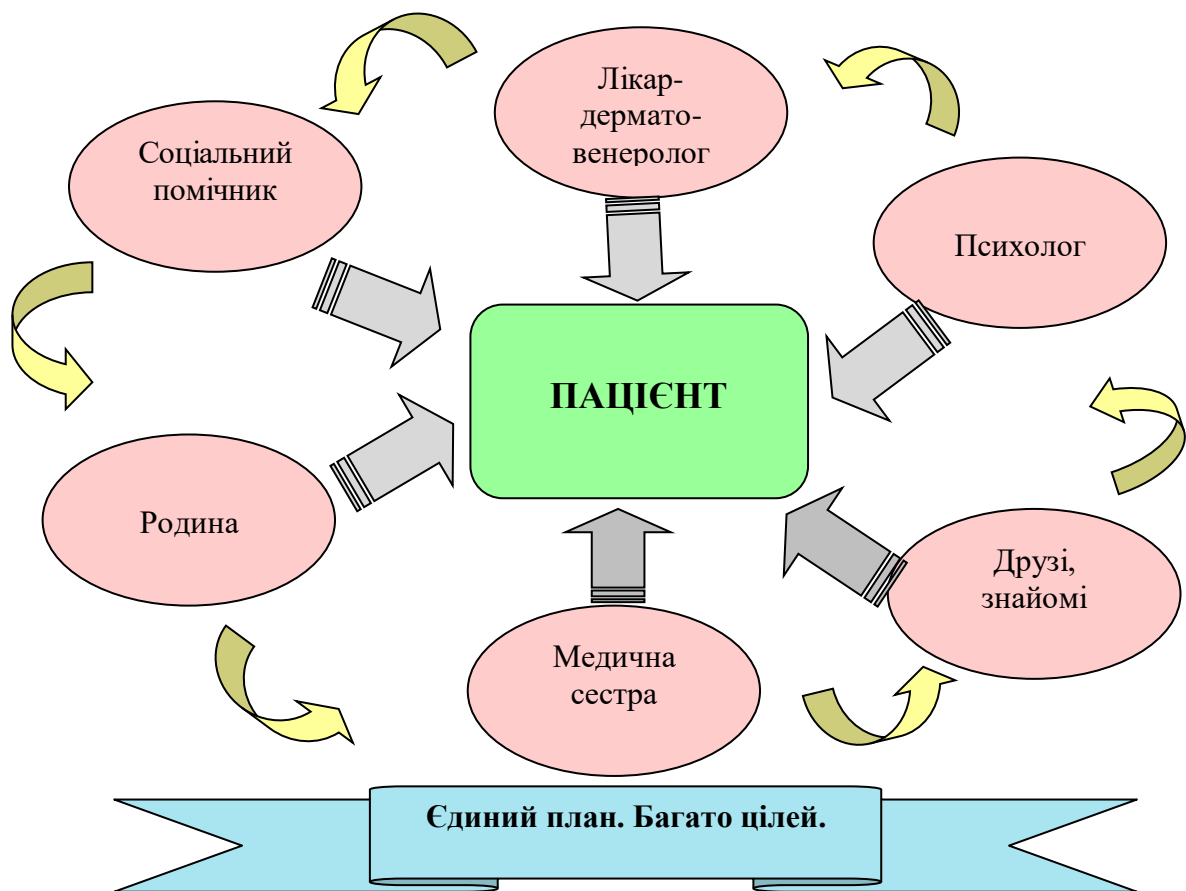 Лікар-
дермато-
венеролог
Соціальний
помічник
Психолог
ПАЦІЄНТ
Родина
Друзі,
знайомі
Медична
сестра
Єдиний план. Багато цілей.